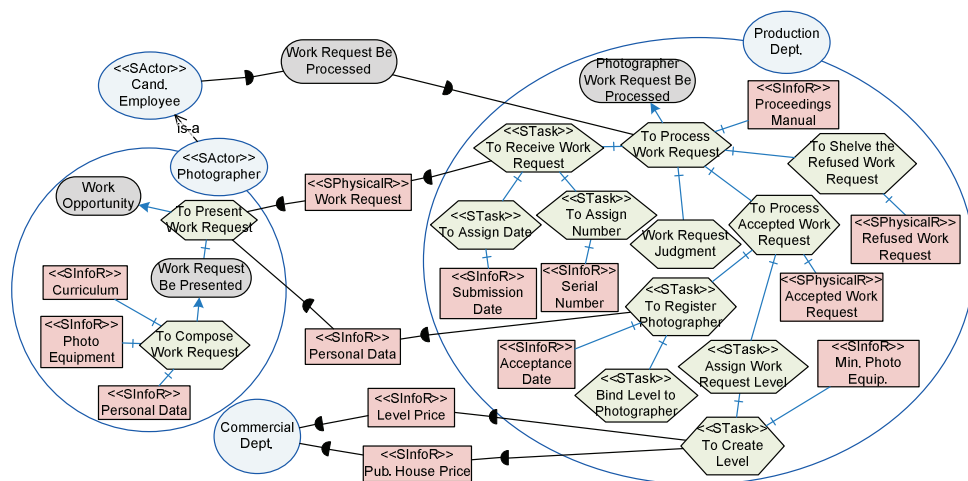 Production
Dept.
Work Request Be
Processed
<<SActor>>
Cand.
Employee
Photographer
Work Request Be
Processed
<<SInfoR>>
Proceedings
Manual
is-a
<<STask>>
To Receive Work
Request
To Process
Work Request
To Shelve the
Refused Work
Request
<<SActor>>
Photographer
Work
Opportunity
<<SPhysicalR>>
Work Request
To Present
Work Request
<<STask>>
To Assign Date
<<STask>>
To Assign
Number
Work Request
Judgment
To Process
Accepted Work
Request
<<SPhysicalR>>
Refused Work
Request
Work Request
Be Presented
<<SInfoR>>
Curriculum
<<SInfoR>>
Submission
Date
<<SInfoR>>
Serial
Number
<<STask>>
To Register
Photographer
<<SPhysicalR>>
Accepted Work
Request
<<SInfoR>>
Photo
Equipment
To Compose
Work Request
<<SInfoR>>
Personal Data
<<SInfoR>>
Acceptance
Date
<<STask>>
Assign Work
Request Level
<<SInfoR>>
Min. Photo
Equip.
<<SInfoR>>
Personal Data
<<STask>>
Bind Level to
Photographer
Commercial
Dept.
<<SInfoR>>
Level Price
<<STask>>
To Create
Level
<<SInfoR>>
Pub. House Price